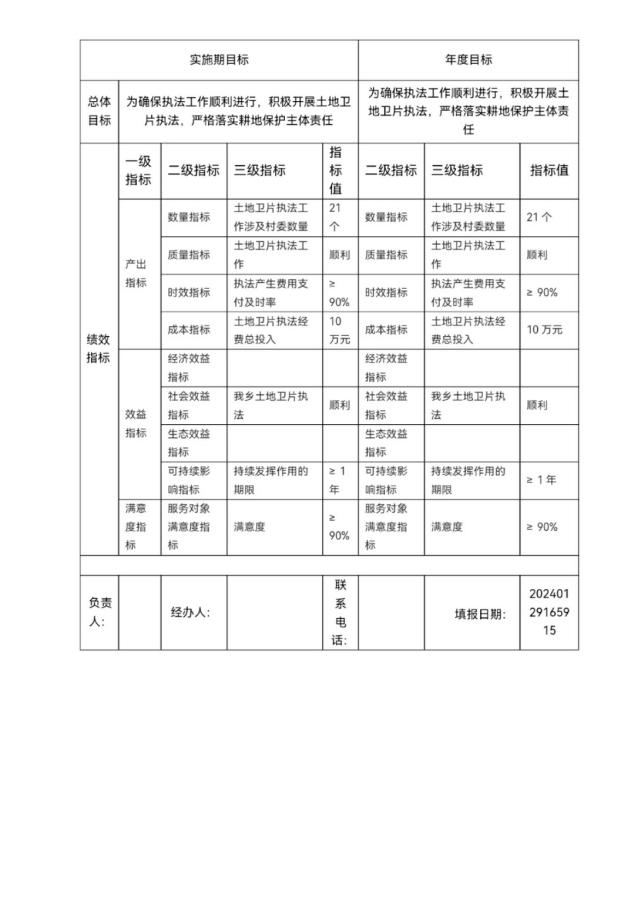 实施期目标 年度目标
总体目标 为确保执法工作顺利进行，积极开展土地卫片执法，严格落实耕地保护主体责任 为确保执法工作顺利进行，积极开展土地卫片执法，严格落实耕地保护主体责任
绩效指标 一级指标 二级指标 三级指标 指标值 二级指标 三级指标 指标值
产出指标 数量指标 土地卫片执法工作涉及村委数量 21个 数量指标 土地卫片执法工作涉及村委数量 21个
质量指标 土地卫片执法工作 顺利 质量指标 土地卫片执法工作 顺利
时效指标 执法产生费用支付及时率 ≥90% 时效指标 执法产生费用支付及时率 ≥90%
成本指标 土地卫片执法经费总投入 10万元 成本指标 土地卫片执法经费总投入 10万元
效益指标 经济效益指标 经济效益指标
社会效益指标 我乡土地卫片执法 顺利 社会效益指标 我乡土地卫片执法 顺利
生态效益指标 生态效益指标
可持续影响指标 持续发挥作用的期限 ≥1年 可持续影响指标 持续发挥作用的期限 ≥1年
满意度指标 服务对象满意度指标 满意度 ≥90% 服务对象满意度指标 满意度 ≥90%
负责人： 经办人： 联系电话： 填报日期： 20240129165915